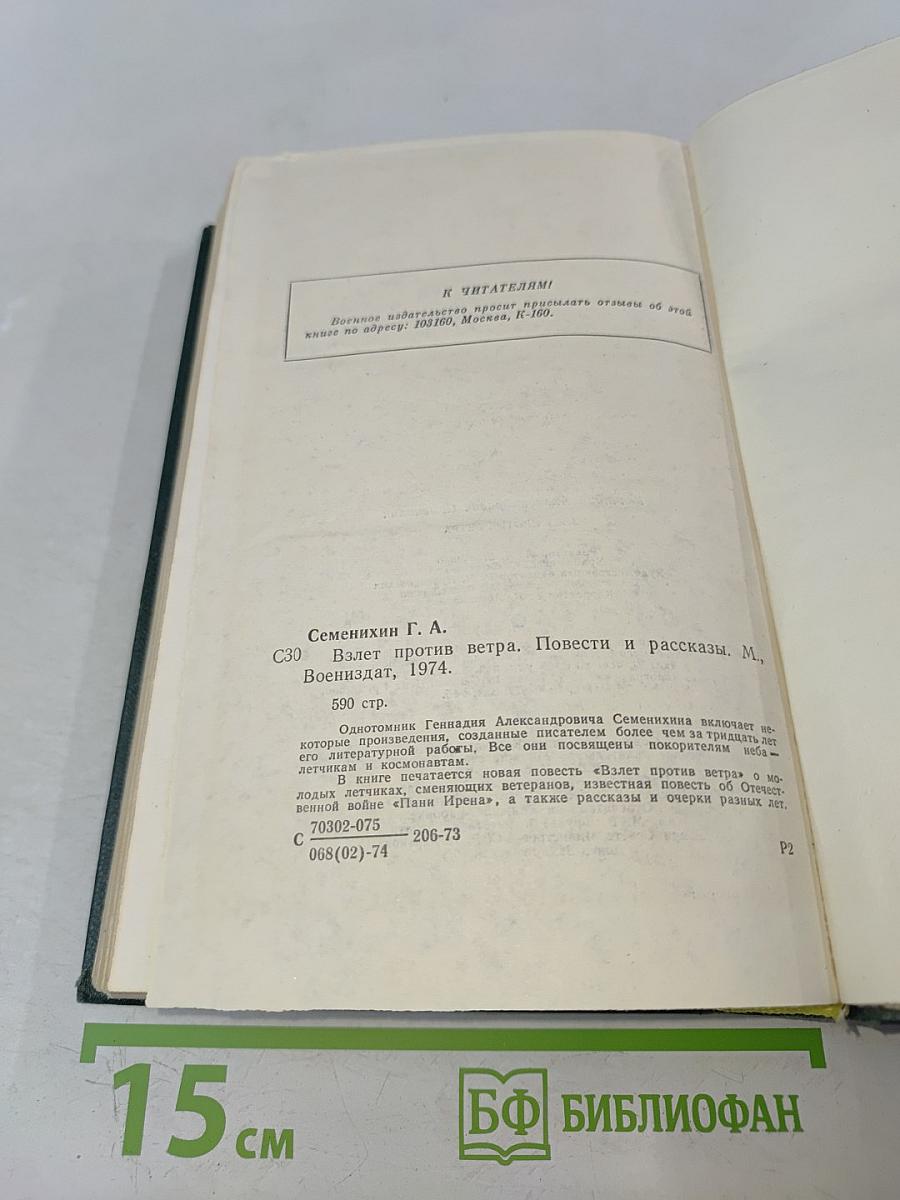 К ЧИТАТЕЛЯМ!
Военное издательство просит присылать отзывы об этой
книге по адресу: 103160, Москва, К-160.
Семенихин Г. А.
С30 Взлет против ветра. Повести и рассказы. М.,
Воениздат, 1974.
590 стр.
Однотомник Геннадия Александровича Семенихина включает не-
которые произведения, созданные писателем более чем за тридцать лет
его литературной работы. Все они посвящены покорителям неба —
летчикам и космонавтам.
В книге печатается новая повесть «Взлет против ветра» о мо-
лодых летчиках, сменяющих ветеранов, известная повесть об Отечест-
венной войне «Пани Ирена», а также рассказы и очерки разных лет.
70302-075
С 206-73
068(02)-74
Р2
15 см
БФ БИБЛИОФАН